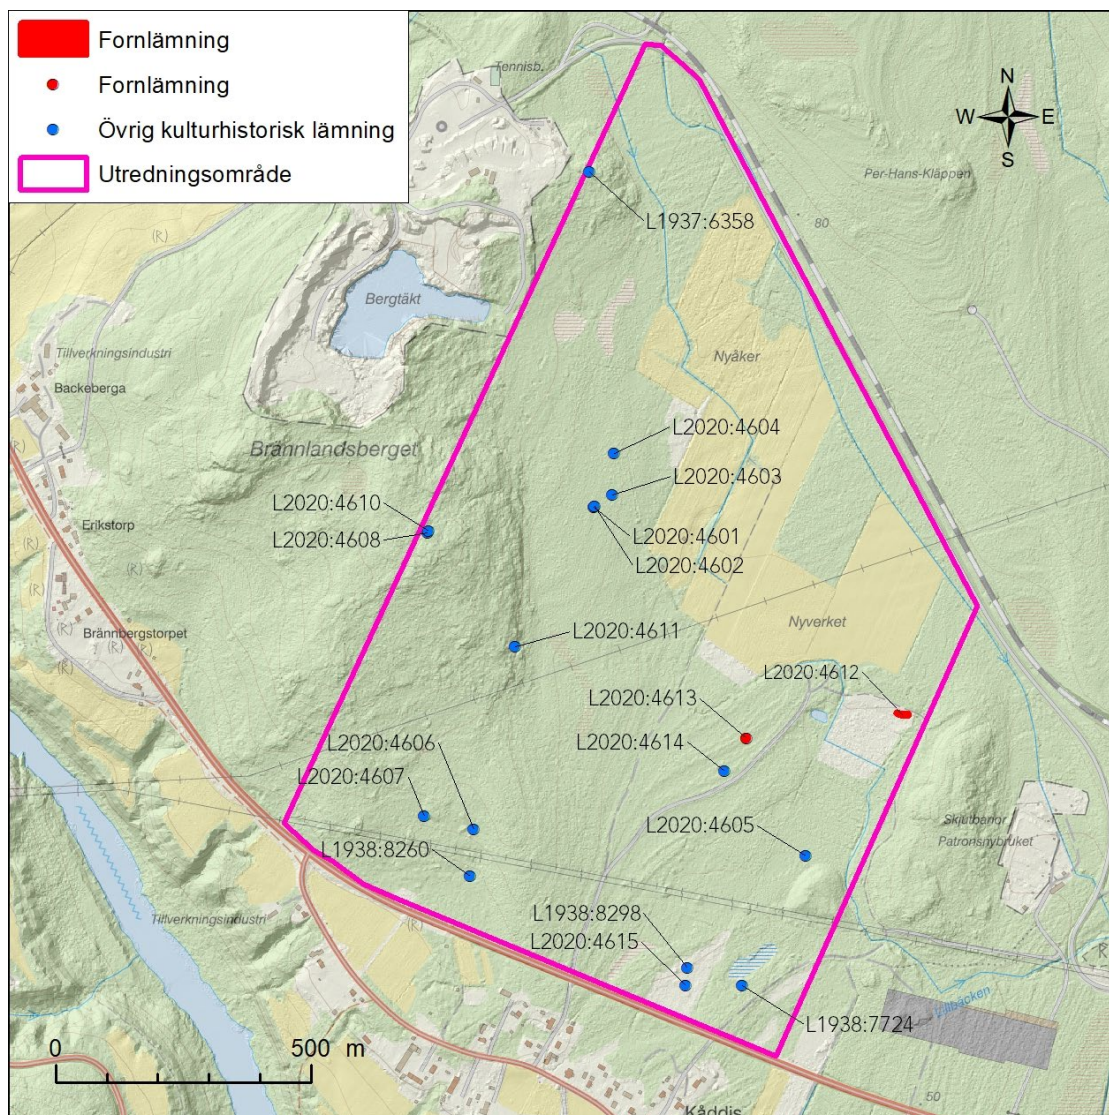 Fornlämning
Fornlämning
Övrig kulturhistorisk lämning
Utredningsområde
Tennisb.
N
W E
S
Per-Hans-Kläppen
80
(R)
L1937:6358
Bergtäkt
Tillverkningsindustri
Backeberga
Nyåker
(R)
Brännlandsberget
L2020:4604
L2020:4603
L2020:4610
L2020:4608
L2020:4601
L2020:4602
Erikstorp
(R)
(R)
(R)
Brännbergstorpet
(R) (R)
(R)
L2020:4611
Nyverket
L2020:4612
L2020:4613
L2020:4606
L2020:4614
L2020:4607
L2020:4605
Skjutbanor
Patronsnybruket
L1938:8260
Tillverkningsindustri
(R)
L1938:8298
L2020:4615
(R)
L1938:7724
0 500 m
50
Kåddis